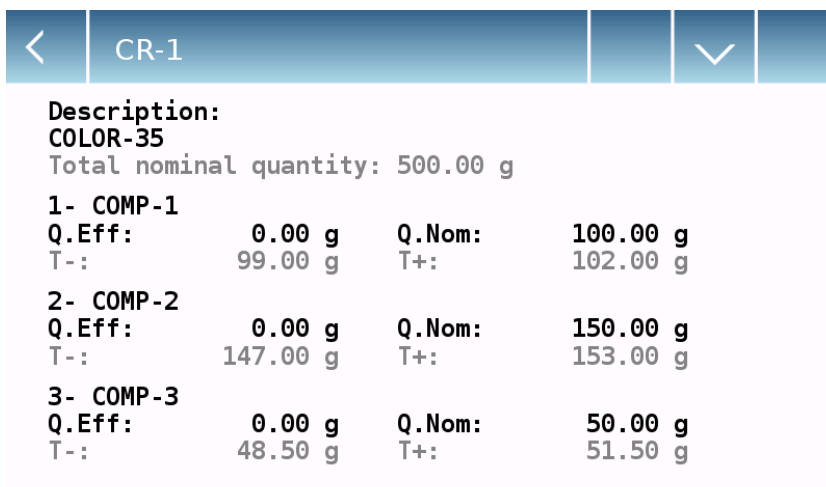 CR-1
Description:
COLOR-35
Total nominal quantity: 500.00 g
1- COMP-1
Q.Eff: 0.00 g Q.Nom: 100.00 g
T-: 99.00 g T+: 102.00 g
2- COMP-2
Q.Eff: 0.00 g Q.Nom: 150.00 g
T-: 147.00 g T+: 153.00 g
3- COMP-3
Q.Eff: 0.00 g Q.Nom: 50.00 g
T-: 48.50 g T+: 51.50 g